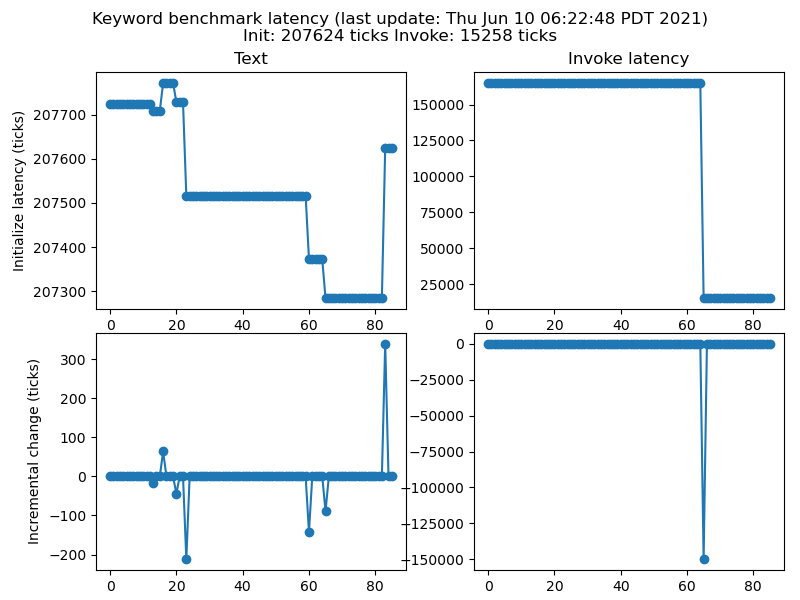 Keyword benchmark latency (last update: Thu Jun 10 06:22:48 PDT 2021)
Init: 207624 ticks Invoke: 15258 ticks
Text
Invoke latency
Initialize latency (ticks)
207700
207600
207500
207400
207300
0 20 40 60 80
150000
125000
100000
75000
50000
25000
0 20 40 60 80
Incremental change (ticks)
300
200
100
0
−100
−200
0 20 40 60 80
0
−25000
−50000
−75000
−100000
−125000
−150000
0 20 40 60 80